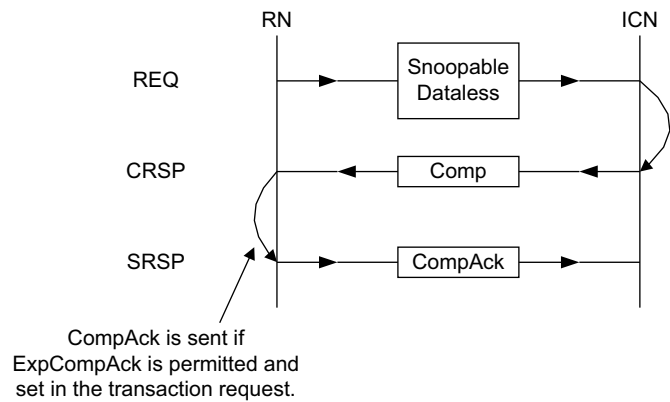 RN
ICN
REQ
Snoopable
Dataless
CRSP
Comp
SRSP
CompAck
CompAck is sent if
ExpCompAck is permitted and
set in the transaction request.